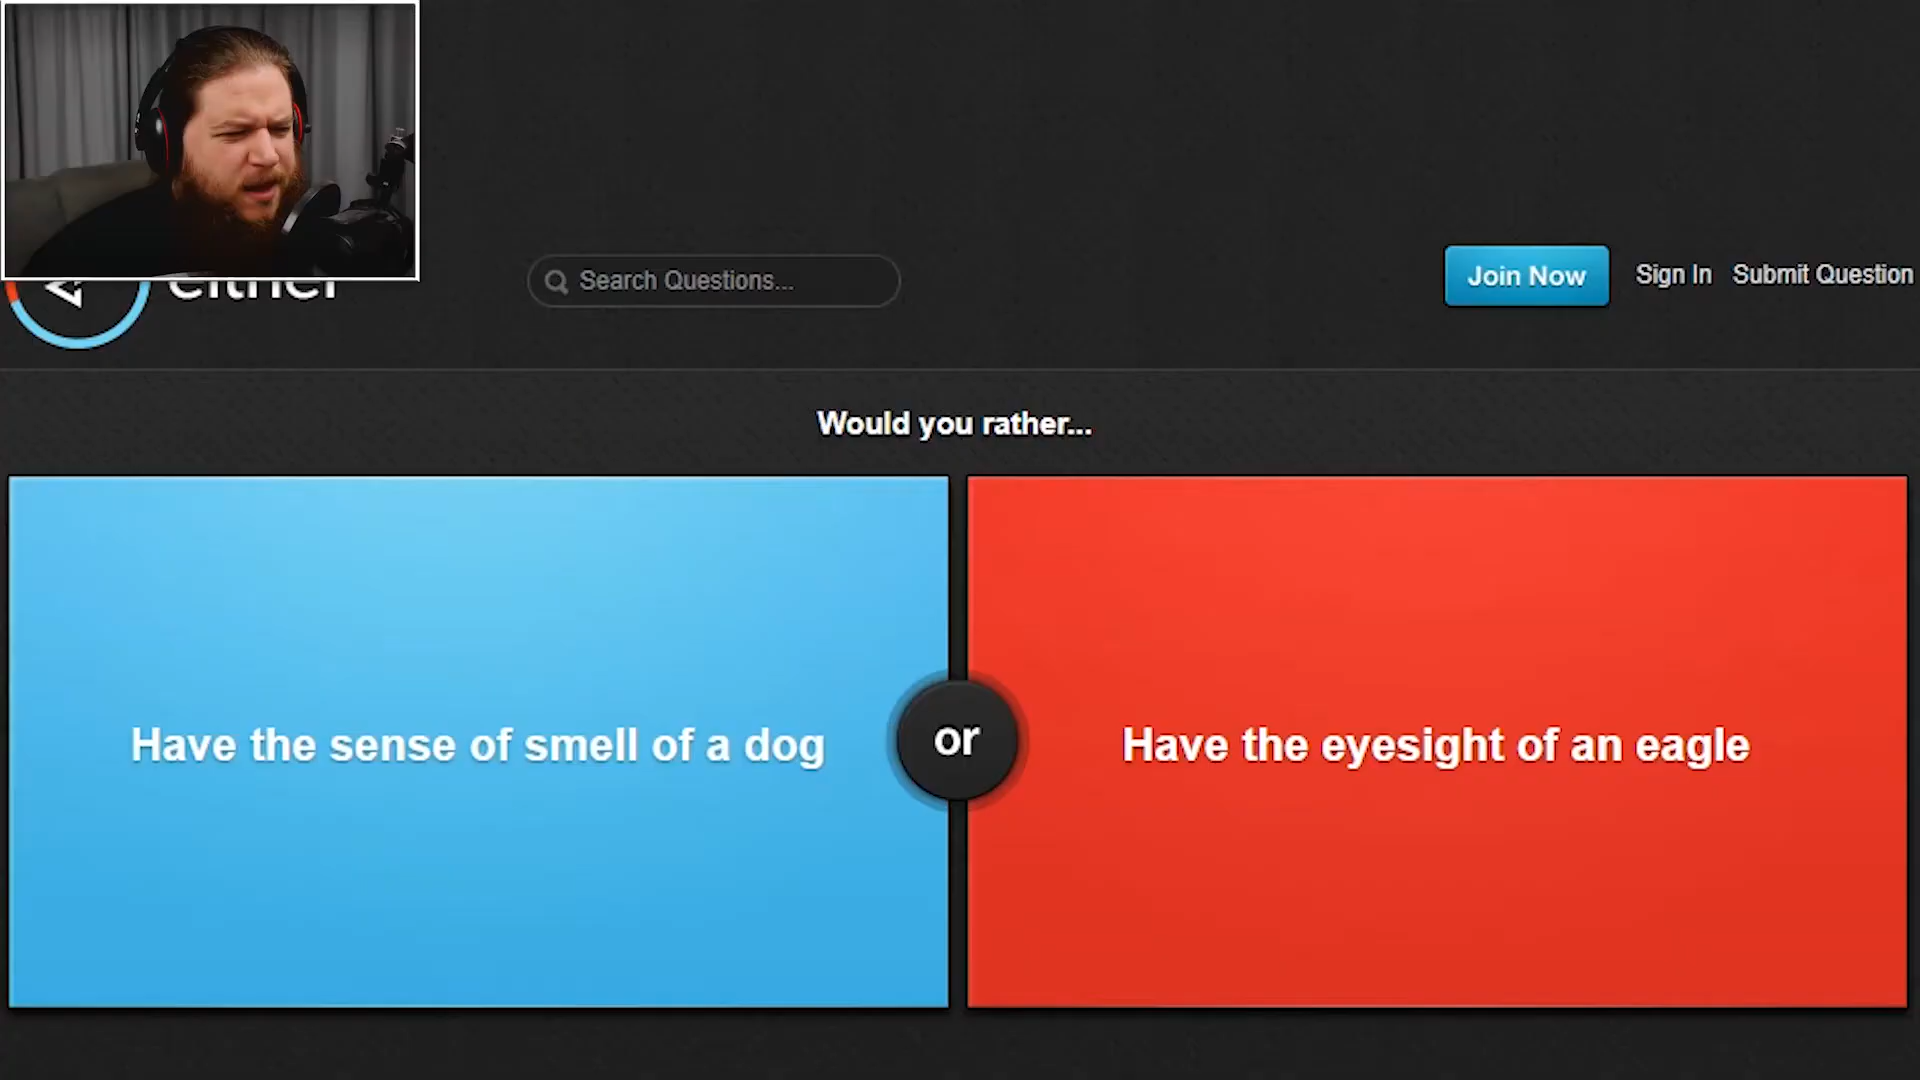 either
Search Questions...
Join Now
Sign In
Submit Question
Would you rather...
Have the sense of smell of a dog
or
Have the eyesight of an eagle